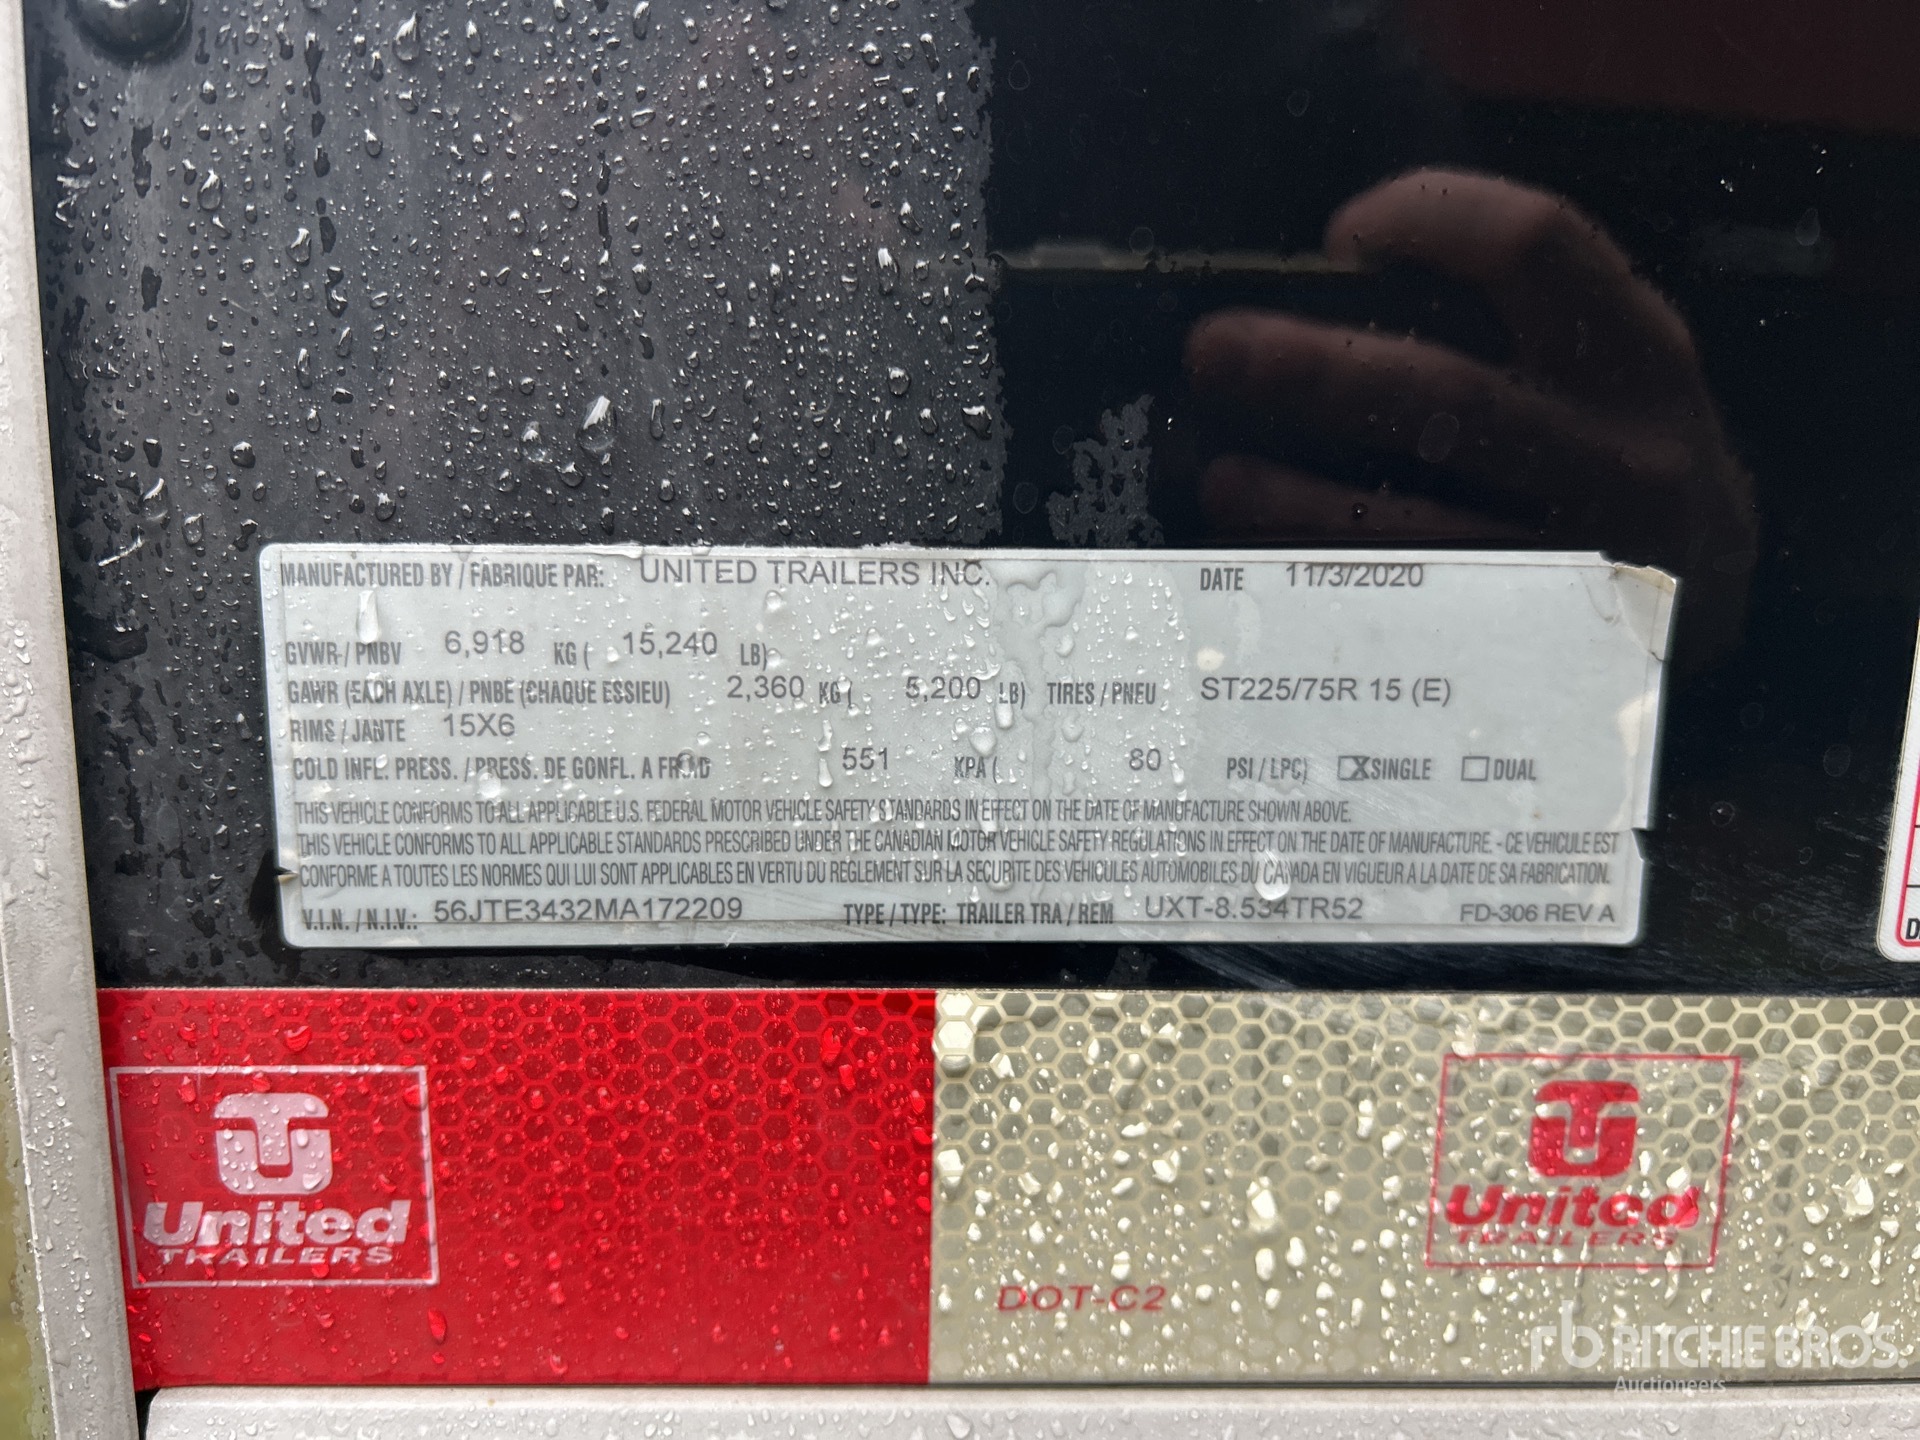 MANUFACTURED BY / FABRIQUE PAR: UNITED TRAILERS INC. DATE 11/3/2020
GVWR / PNBV 6,918 KG ( 15,240 LB)
GAWR (EACH AXLE) / PNBE (CHAQUE ESSIEU) 2,360 KG ( 5,200 LB) TIRES / PNEU ST225/75R 15 (E)
RIMS / JANTE 15X6
COLD INFL. PRESS. / PRESS. DE GONFL. A FROID 551 KPA ( 80 PSI / LPC) X SINGLE DUAL
THIS VEHICLE CONFORMS TO ALL APPLICABLE U.S. FEDERAL MOTOR VEHICLE SAFETY STANDARDS IN EFFECT ON THE DATE OF MANUFACTURE SHOWN ABOVE.
THIS VEHICLE CONFORMS TO ALL APPLICABLE STANDARDS PRESCRIBED UNDER THE CANADIAN MOTOR VEHICLE SAFETY REGULATIONS IN EFFECT ON THE DATE OF MANUFACTURE. - CE VEHICULE EST
CONFORME A TOUTES LES NORMES QUI LUI SONT APPLICABLES EN VERTU DU REGLEMENT SUR LA SECURITE DES VEHICULES AUTOMOBILES DU CANADA EN VIGUEUR A LA DATE DE SA FABRICATION.
V.I.N. / N.I.V.: 56JTE3432MA172209 TYPE / TYPE: TRAILER TRA / REM UXT-8.534TR52 FD-306 REV A
United
TRAILERS
United
TRAILERS
DOT-C2
rb RITCHIE BROS.
Auctioneers